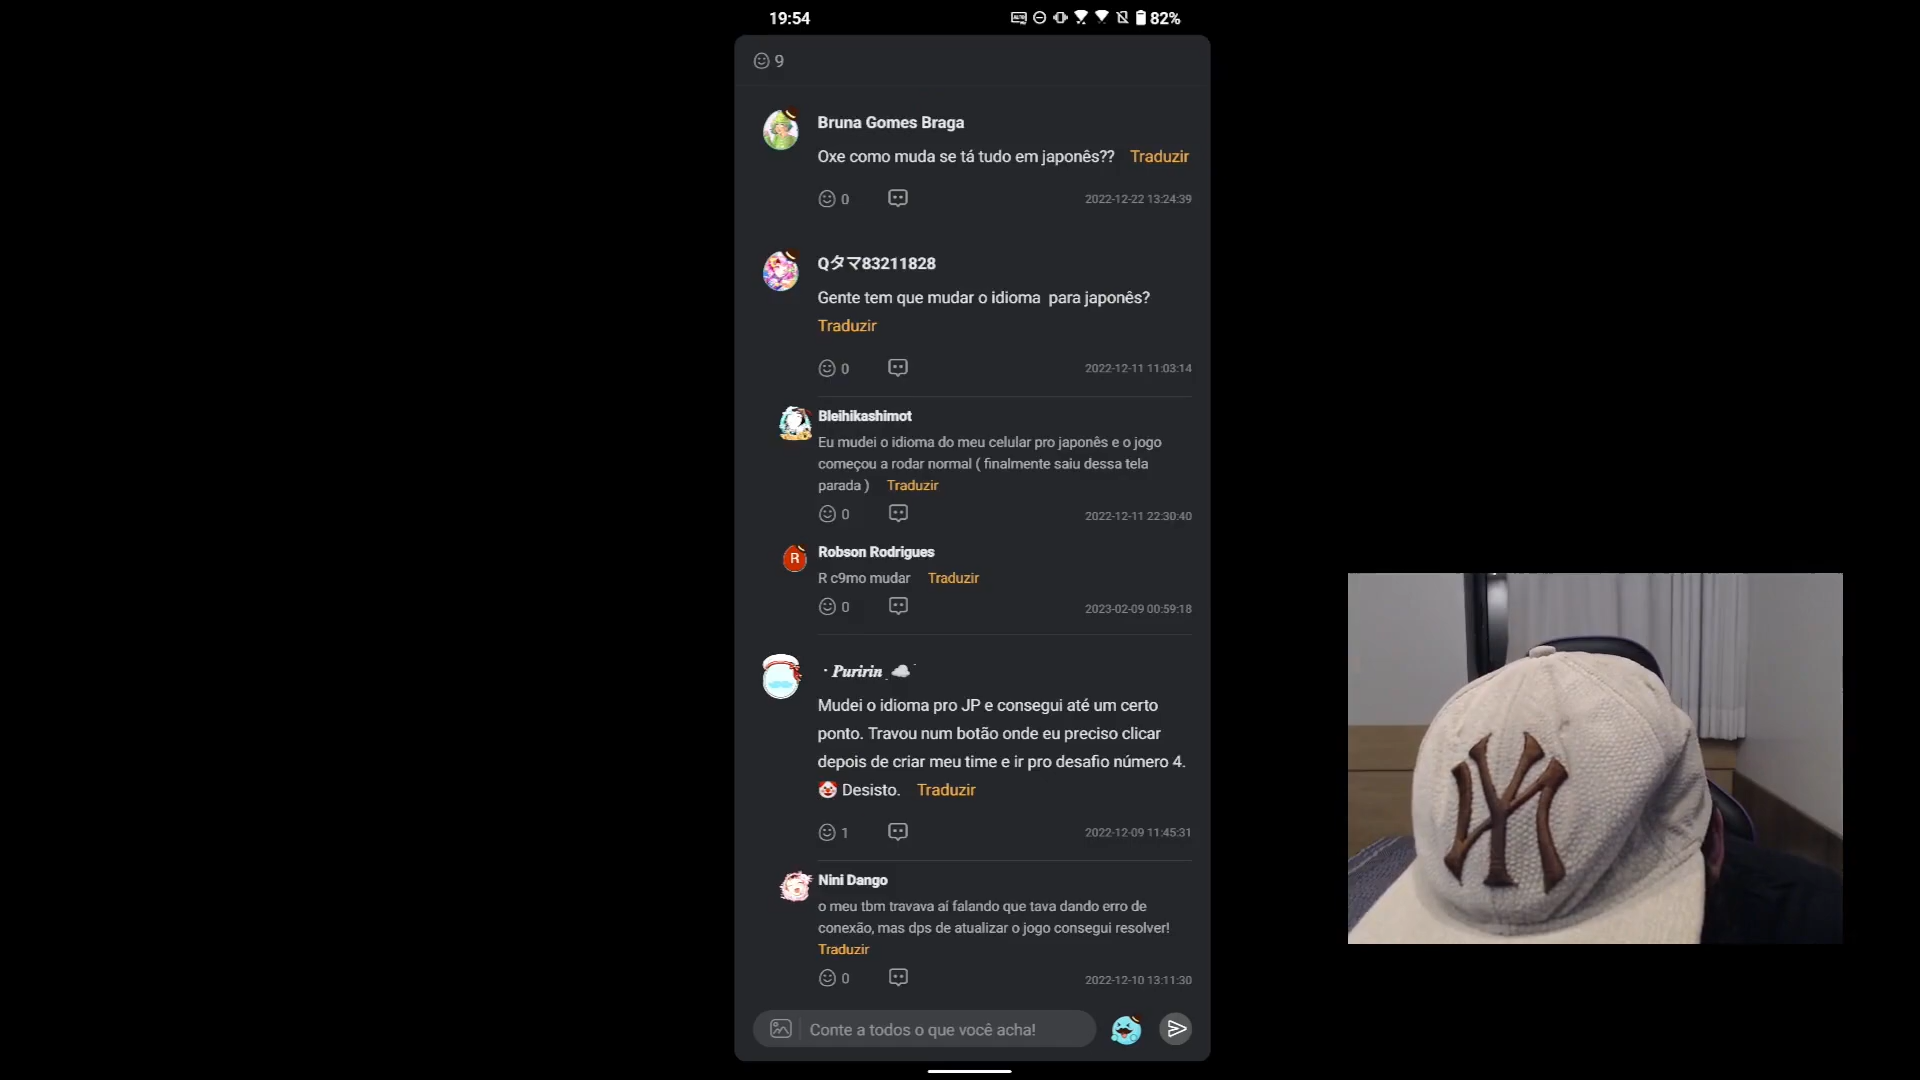 19:54
82%
9
Bruna Gomes Braga
Oxe como muda se tá tudo em japonês?? Traduzir
0
2022-12-22 13:24:39
Qタマ83211828
Gente tem que mudar o idioma para japonês?
Traduzir
0
2022-12-11 11:03:14
Bleihikashimot
Eu mudei o idioma do meu celular pro japonês e o jogo
começou a rodar normal ( finalmente saiu dessa tela
parada ) Traduzir
0
2022-12-11 22:30:40
R
Robson Rodrigues
R c9mo mudar Traduzir
0
2023-02-09 00:59:18
Puririn
Mudei o idioma pro JP e consegui até um certo
ponto. Travou num botão onde eu preciso clicar
depois de criar meu time e ir pro desafio número 4.
🤡 Desisto. Traduzir
1
2022-12-09 11:45:31
Nini Dango
o meu tbm travava aí falando que tava dando erro de
conexão, mas dps de atualizar o jogo consegui resolver!
Traduzir
0
2022-12-10 13:11:30
Conte a todos o que você acha!
NY